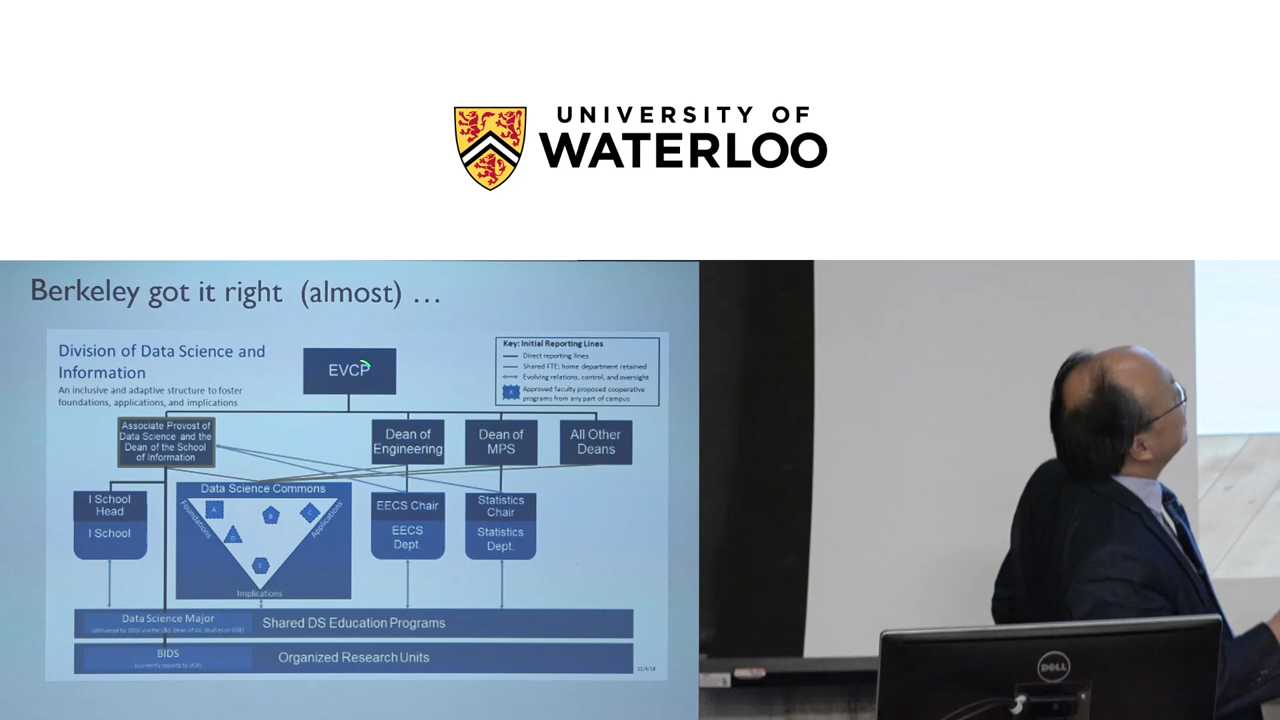 UNIVERSITY OF
WATERLOO
Berkeley got it right (almost) …
Division of Data Science and
Information
An inclusive and adaptive structure to foster
foundations, applications, and implications
EVCP
Key: Initial Reporting Lines
Direct reporting lines
Shared FTE; home department retained
Evolving relations, control, and oversight
Approved faculty proposed cooperative
programs from any part of campus
Associate Provost of
Data Science and the
Dean of the School
of Information
Dean of
Engineering
Dean of
MPS
All Other
Deans
I School
Head
I School
Data Science Commons
Foundations
Applications
Implications
A
B
C
D
E
EECS Chair
EECS
Dept.
Statistics
Chair
Statistics
Dept.
Data Science Major
Shared DS Education Programs
BIDS
(currently reports to VCR)
Organized Research Units
DELL